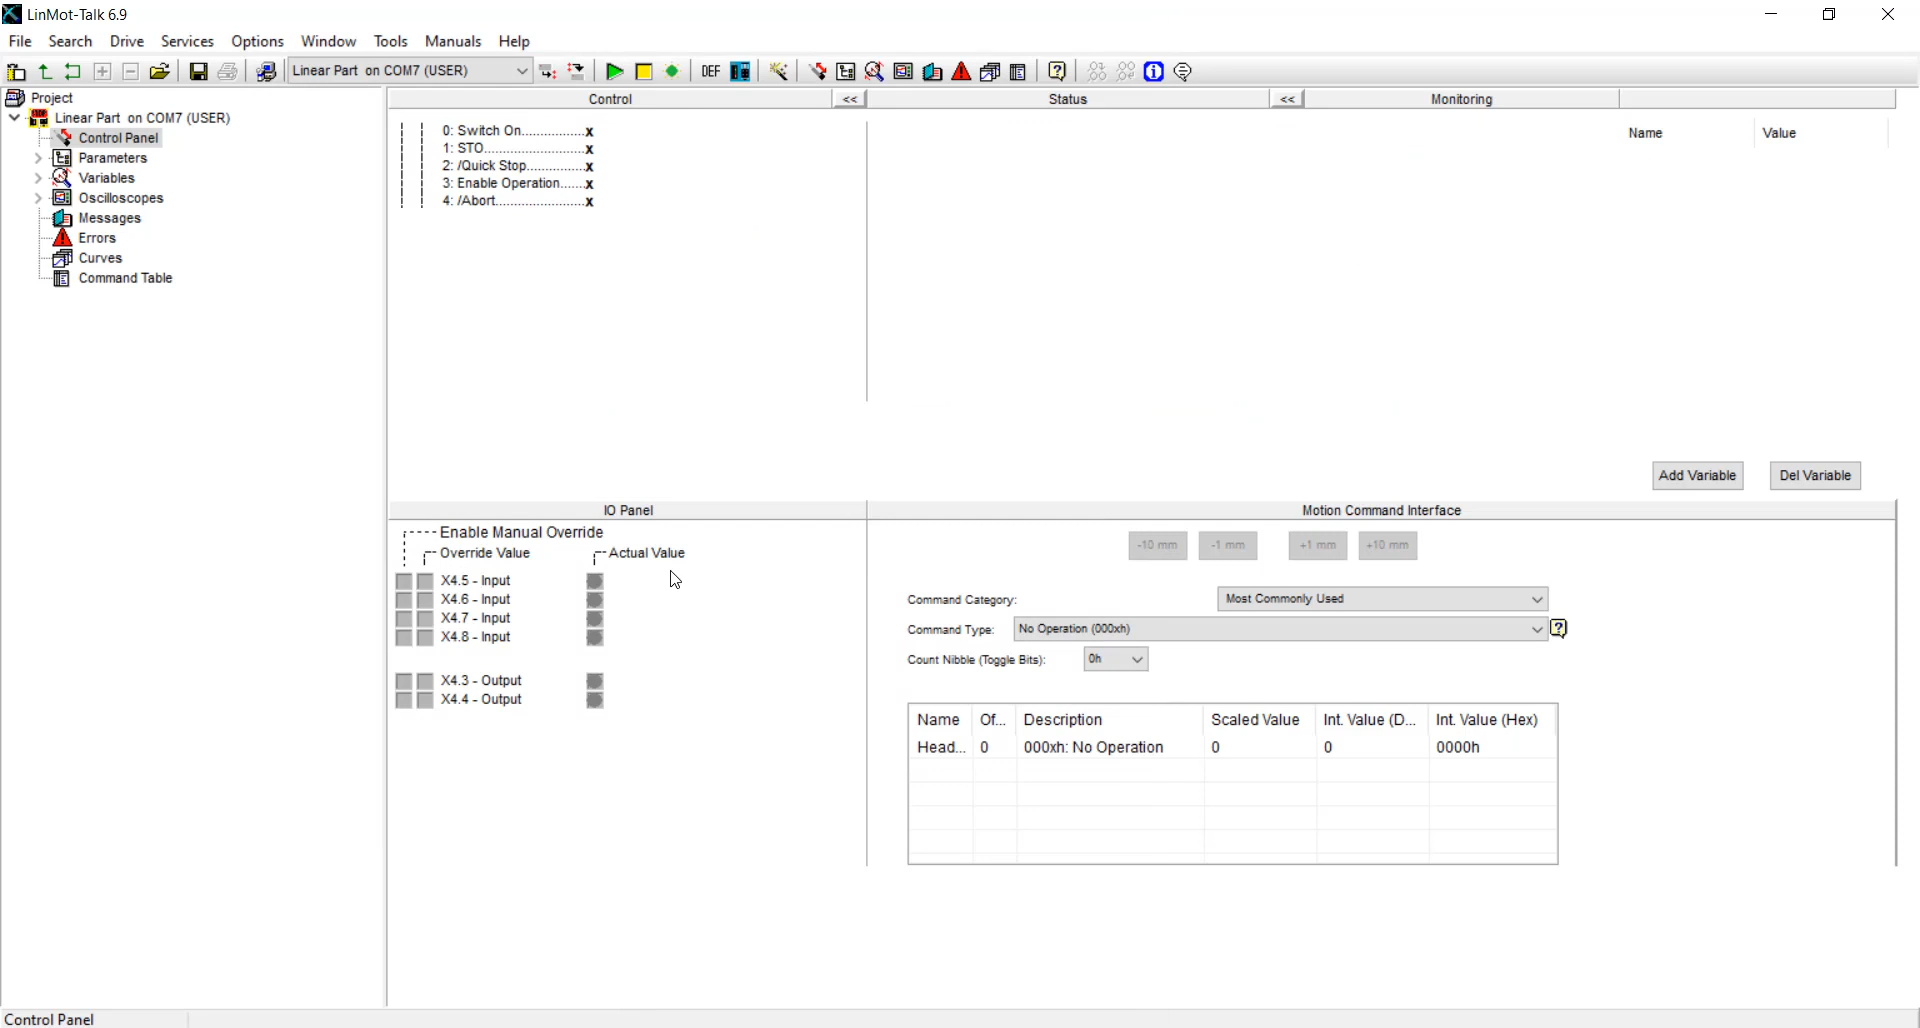 LinMot-Talk 6.9
File Search Drive Services Options Window Tools Manuals Help
Linear Part on COM7 (USER)
DEF
Project
Linear Part on COM7 (USER)
Control Panel
Parameters
Variables
Oscilloscopes
Messages
Errors
Curves
Command Table
Control << Status << Monitoring
0: Switch On................x
1: STO.........................x
2: /Quick Stop..............x
3: Enable Operation......x
4: /Abort......................x
Name Value
Add Variable Del Variable
IO Panel
Enable Manual Override
Override Value Actual Value
X4.5 - Input
X4.6 - Input
X4.7 - Input
X4.8 - Input
X4.3 - Output
X4.4 - Output
Motion Command Interface
-10 mm -1 mm +1 mm +10 mm
Command Category: Most Commonly Used
Command Type: No Operation (000xh)
Count Nibble (Toggle Bits): 0h
Name Of... Description Scaled Value Int. Value (D... Int. Value (Hex)
Head... 0 000xh: No Operation 0 0 0000h
Control Panel